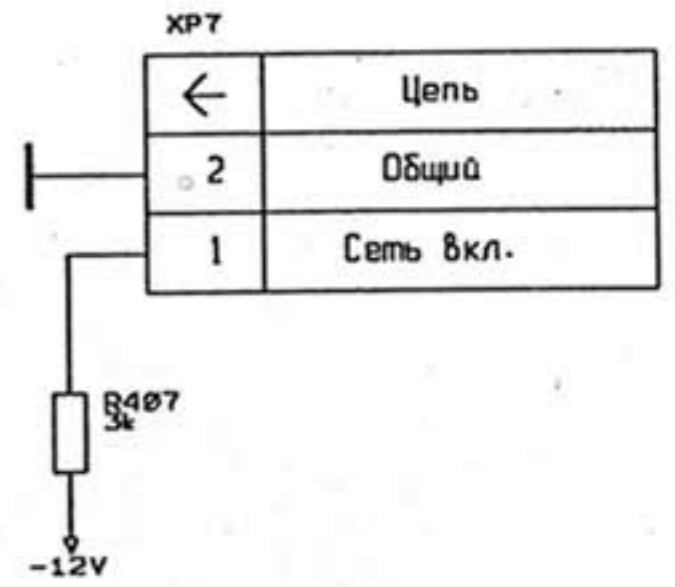 XP7
← Цепь
2 Общий
1 Сеть вкл.
R407
3k
-12V